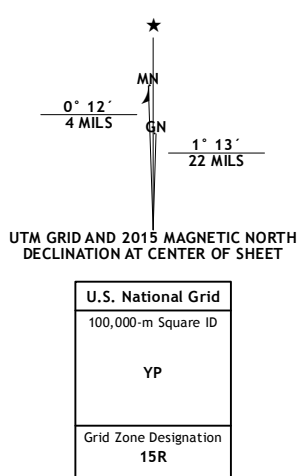 ★
MN
0° 12´
4 MILS
GN
1° 13´
22 MILS
UTM GRID AND 2015 MAGNETIC NORTH
DECLINATION AT CENTER OF SHEET
U.S. National Grid
100,000-m Square ID
YP
Grid Zone Designation
15R